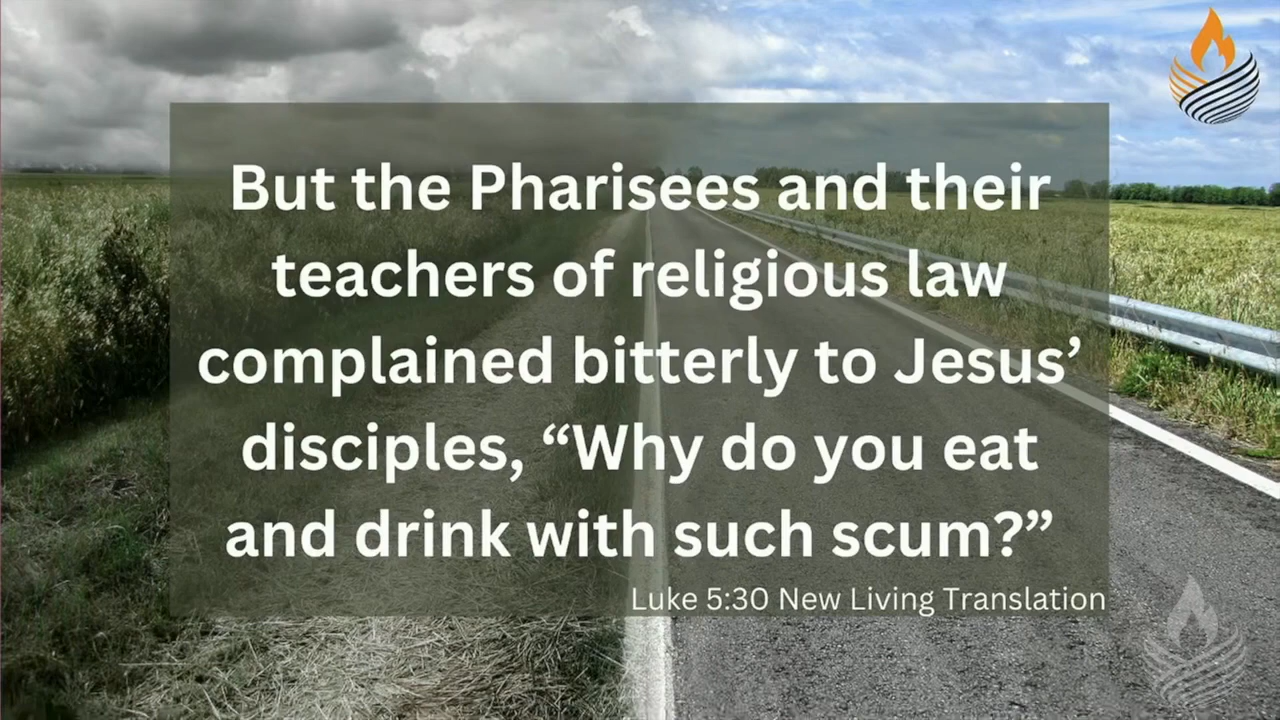 But the Pharisees and their
teachers of religious law
complained bitterly to Jesus’
disciples, “Why do you eat
and drink with such scum?”
Luke 5:30 New Living Translation